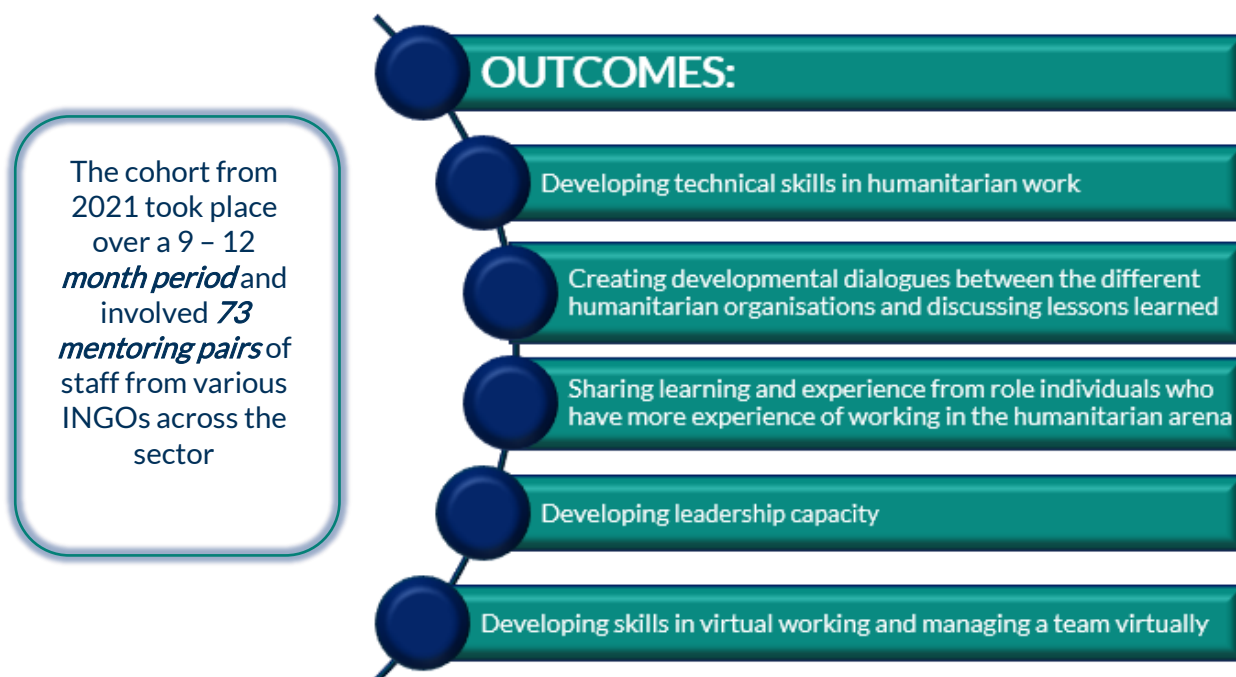 The cohort from
2021 took place
over a 9 – 12
month period and
involved 73
mentoring pairs of
staff from various
INGOs across the
sector
OUTCOMES:
Developing technical skills in humanitarian work
Creating developmental dialogues between the different
humanitarian organisations and discussing lessons learned
Sharing learning and experience from role individuals who
have more experience of working in the humanitarian arena
Developing leadership capacity
Developing skills in virtual working and managing a team virtually